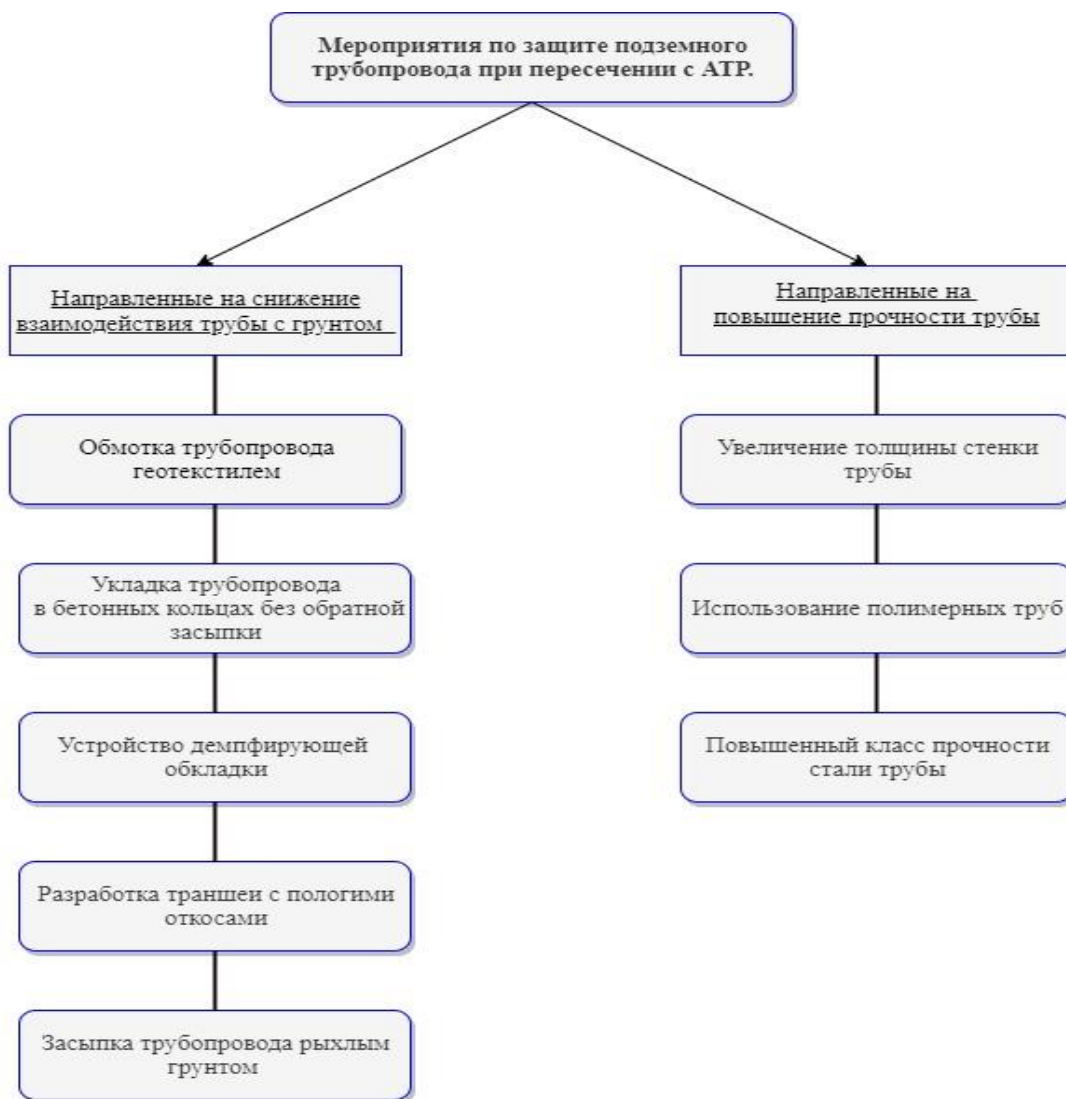 Мероприятия по защите подземного
трубопровода при пересечении с АТР.
Направленные на снижение
взаимодействия трубы с грунтом
Обмотка трубопровода
геотекстилем
Укладка трубопровода
в бетонных кольцах без обратной
засыпки
Устройство демпфирующей
обкладки
Разработка траншеи с пологими
откосами
Засыпка трубопровода рыхлым
грунтом
Направленные на
повышение прочности трубы
Увеличение толщины стенки
трубы
Использование полимерных труб
Повышенный класс прочности
стали трубы